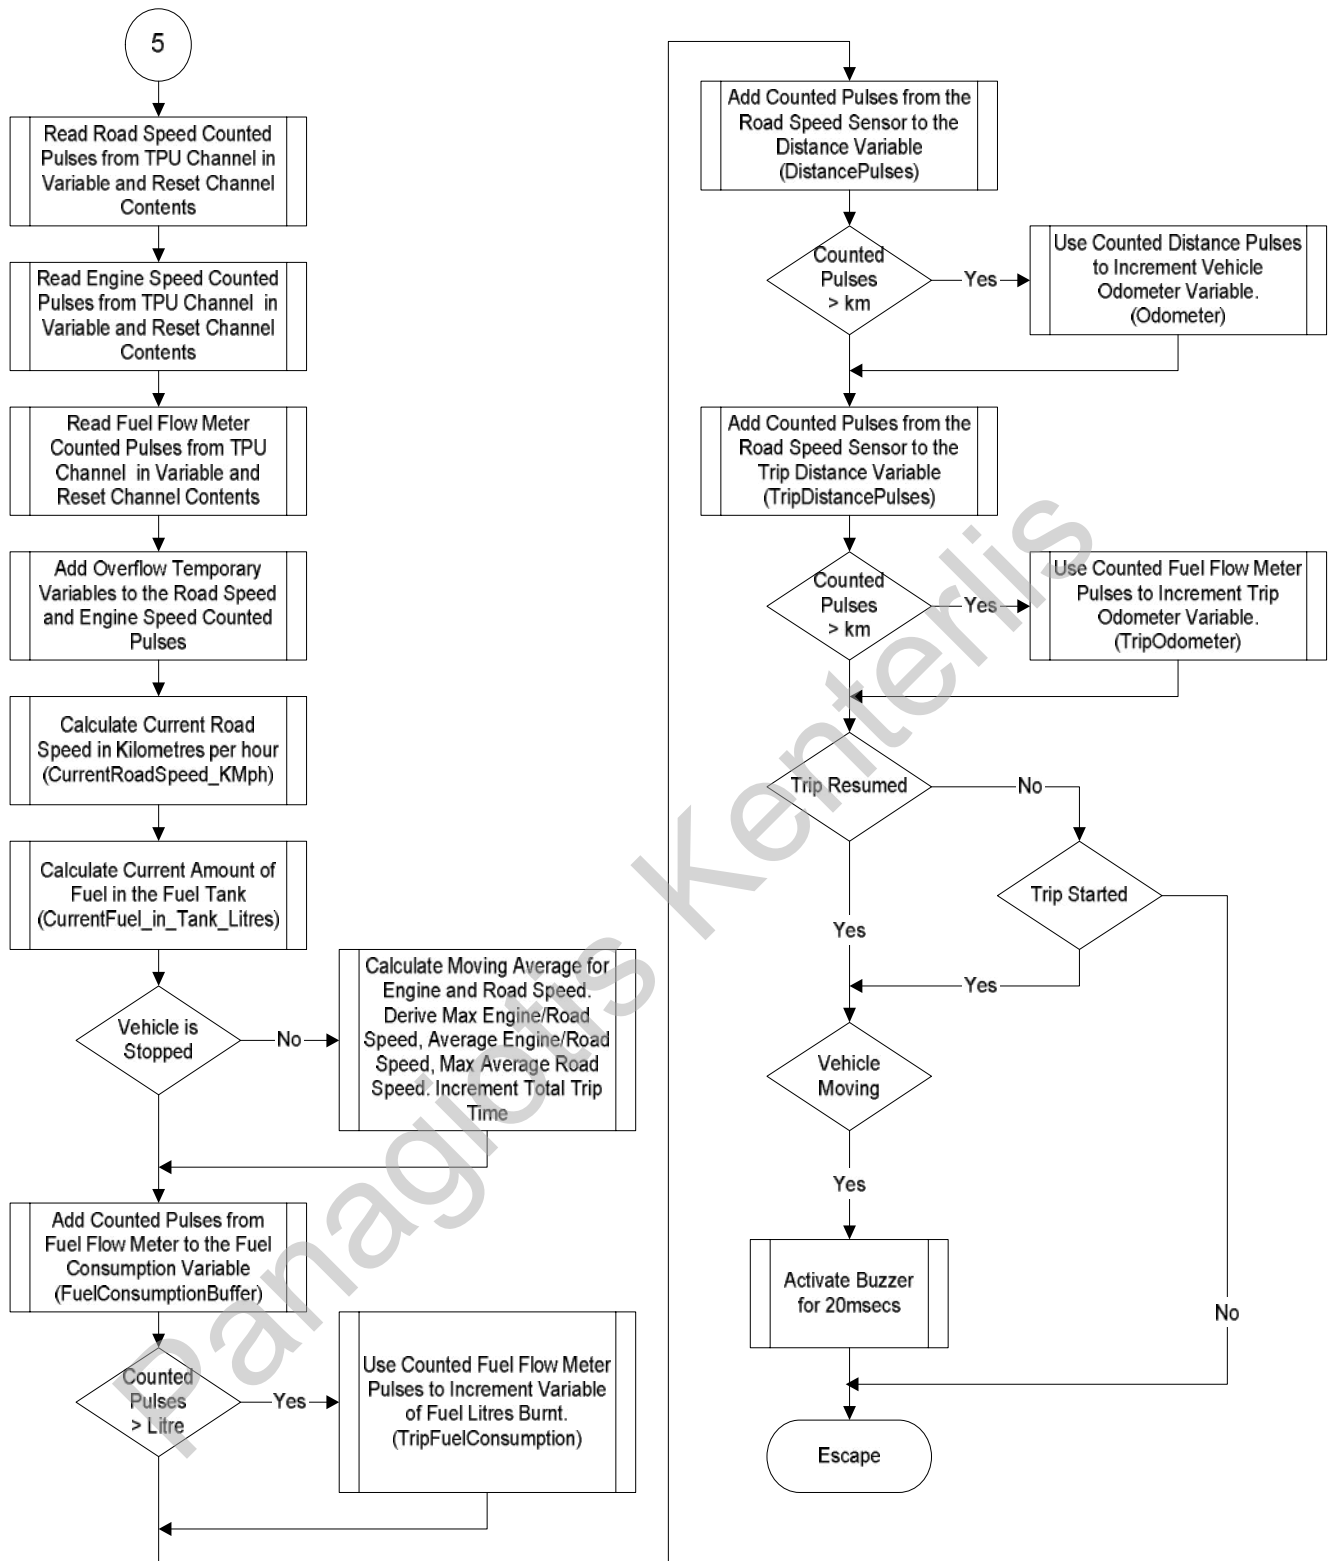 5
Read Road Speed Counted
Pulses from TPU Channel in
Variable and Reset Channel
Contents
Read Engine Speed Counted
Pulses from TPU Channel in
Variable and Reset Channel
Contents
Read Fuel Flow Meter
Counted Pulses from TPU
Channel in Variable and
Reset Channel Contents
Add Overflow Temporary
Variables to the Road Speed
and Engine Speed Counted
Pulses
Calculate Current Road
Speed in Kilometres per hour
(CurrentRoadSpeed_KMph)
Calculate Current Amount of
Fuel in the Fuel Tank
(CurrentFuel_in_Tank_Litres)
Vehicle is
Stopped
No
Calculate Moving Average for
Engine and Road Speed.
Derive Max Engine/Road
Speed, Average Engine/Road
Speed, Max Average Road
Speed. Increment Total Trip
Time
Add Counted Pulses from
Fuel Flow Meter to the Fuel
Consumption Variable
(FuelConsumptionBuffer)
Counted
Pulses
> Litre
Yes
Use Counted Fuel Flow Meter
Pulses to Increment Variable
of Fuel Litres Burnt.
(TripFuelConsumption)
Add Counted Pulses from the
Road Speed Sensor to the
Distance Variable
(DistancePulses)
Counted
Pulses
> km
Yes
Use Counted Distance Pulses
to Increment Vehicle
Odometer Variable.
(Odometer)
Add Counted Pulses from the
Road Speed Sensor to the
Trip Distance Variable
(TripDistancePulses)
Counted
Pulses
> km
Yes
Use Counted Fuel Flow Meter
Pulses to Increment Trip
Odometer Variable.
(TripOdometer)
Trip Resumed
No
Trip Started
Yes
Yes
Vehicle
Moving
Yes
Activate Buzzer
for 20msecs
No
Escape
Panagiotis Kenterlis